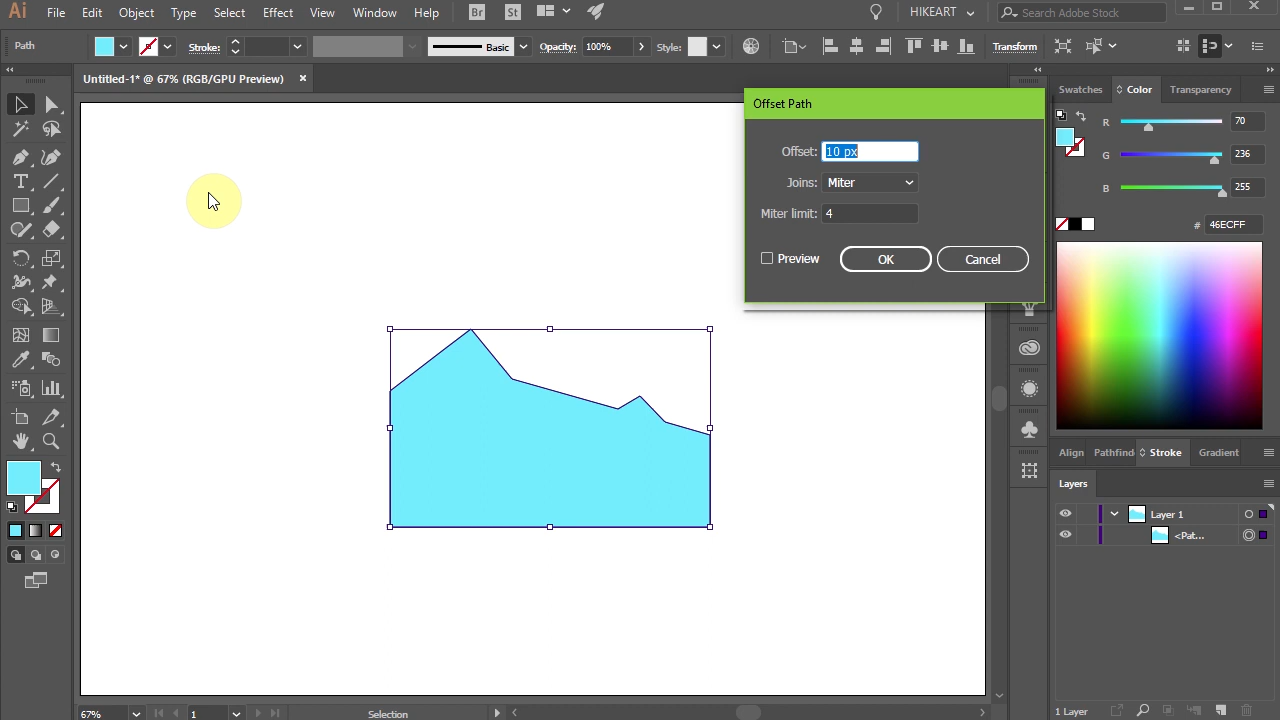 Ai File Edit Object Type Select Effect View Window Help Br St HIKEART Search Adobe Stock
Path Stroke: Basic Opacity: 100% Style: Transform
Untitled-1* @ 67% (RGB/GPU Preview)
Swatches Color Transparency
Offset Path
R 70
Offset: 10 px
G 236
Joins: Miter
B 255
Miter limit: 4
# 46ECFF
Preview OK Cancel
Align Pathfind Stroke Gradient
Layers
Layer 1
<Pat...
1 Layer
67% 1 Selection